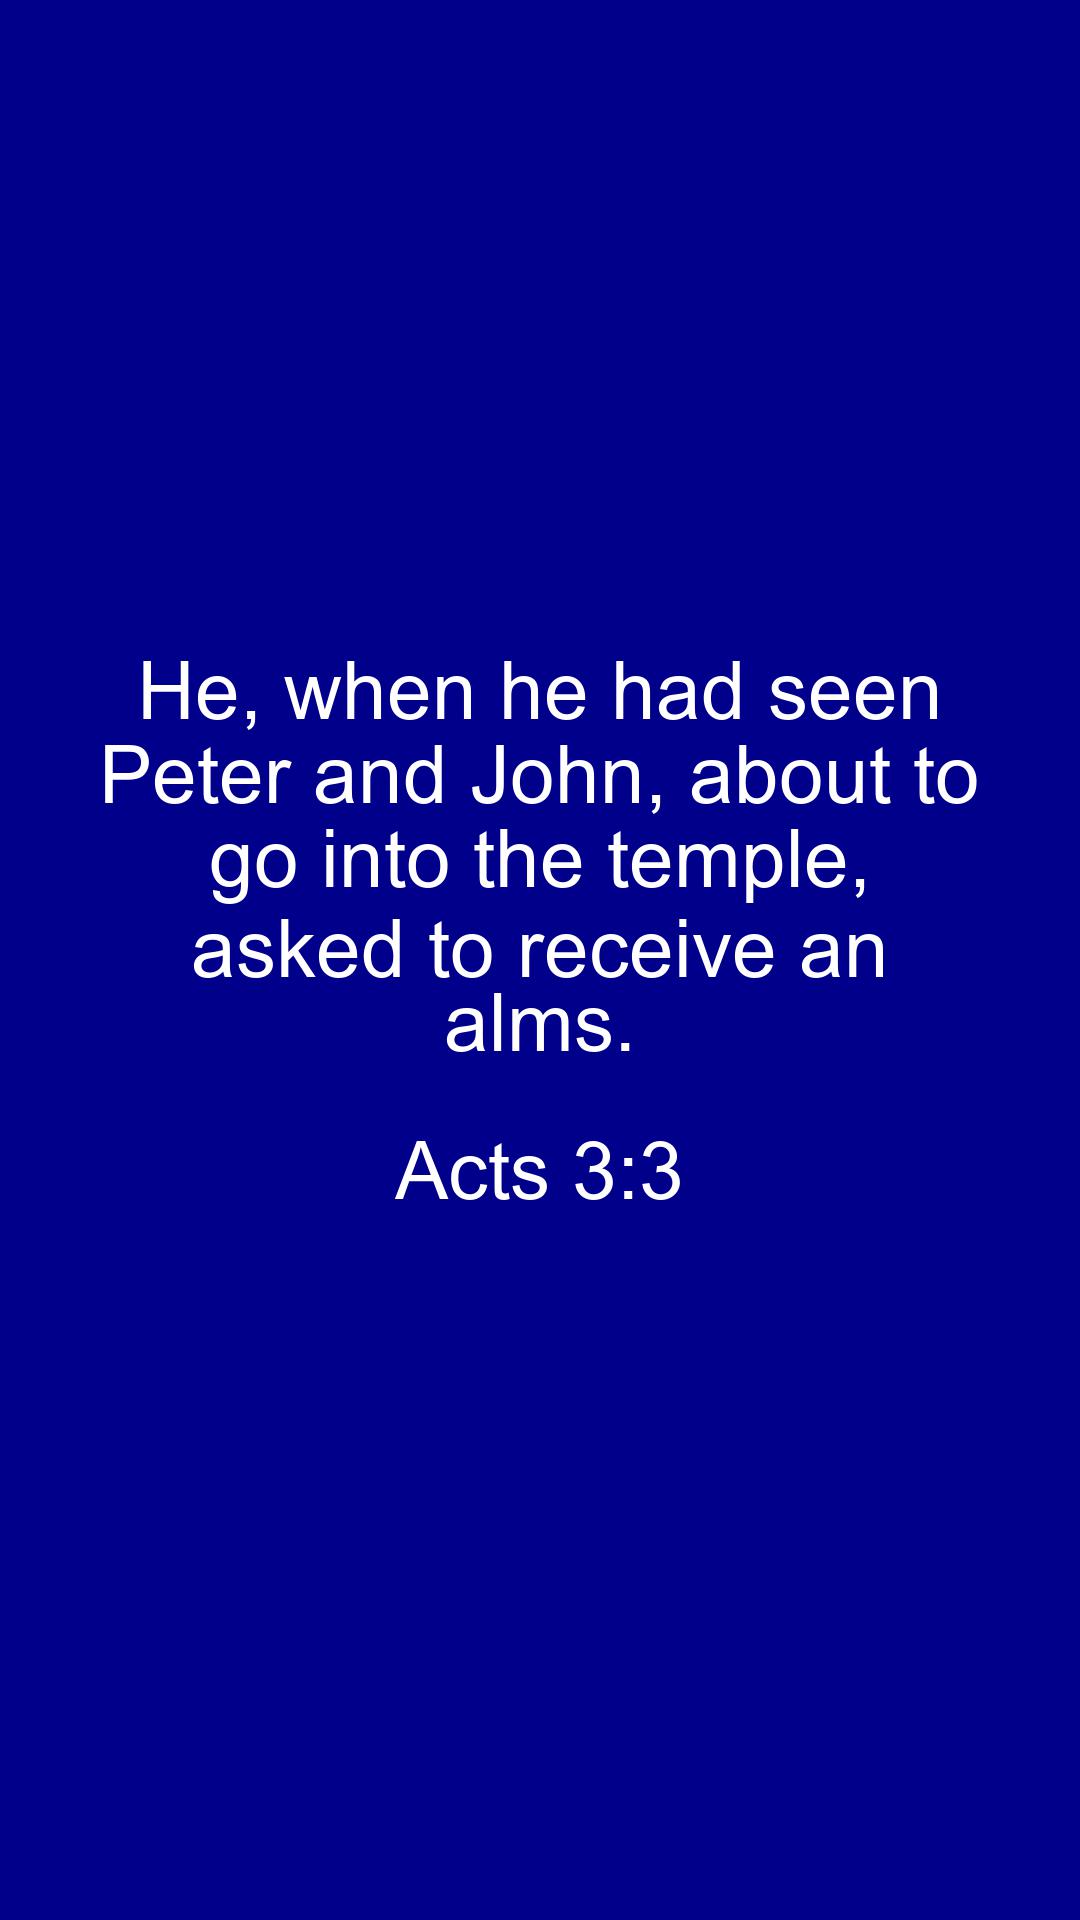 He, when he had seen
Peter and John, about to
go into the temple,
asked to receive an
alms.
Acts 3:3